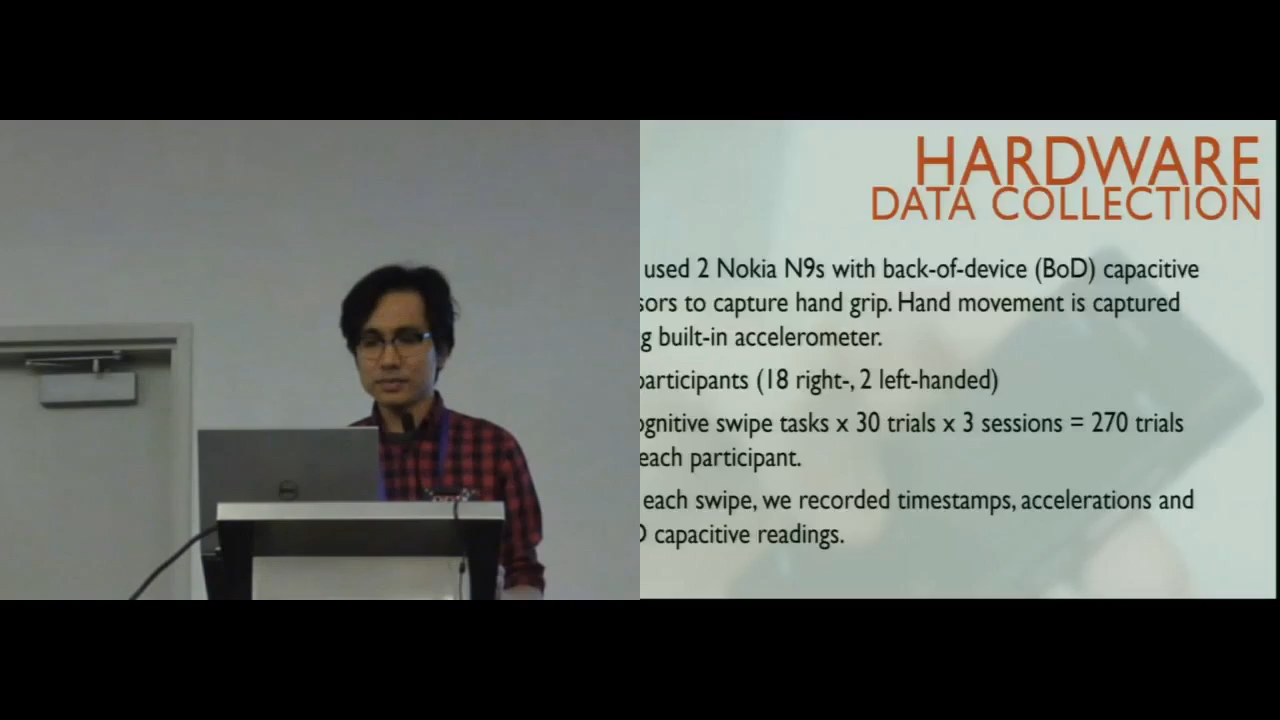 HARDWARE
DATA COLLECTION
used 2 Nokia N9s with back-of-device (BoD) capacitive
sors to capture hand grip. Hand movement is captured
g built-in accelerometer.
participants (18 right-, 2 left-handed)
ognitive swipe tasks x 30 trials x 3 sessions = 270 trials
each participant.
each swipe, we recorded timestamps, accelerations and
D capacitive readings.
DELL